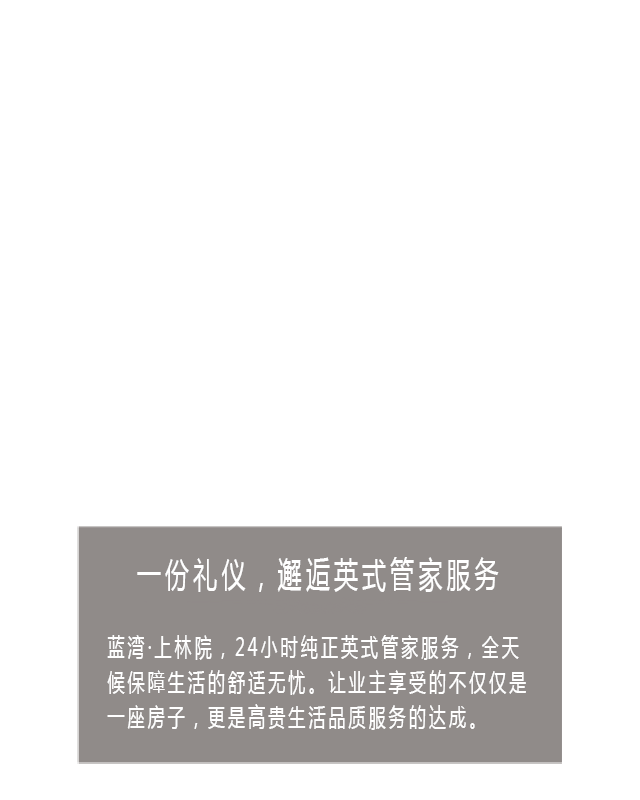 一份礼仪，邂逅英式管家服务
蓝湾·上林院，24小时纯正英式管家服务，全天
候保障生活的舒适无忧。让业主享受的不仅仅是
一座房子，更是高贵生活品质服务的达成。